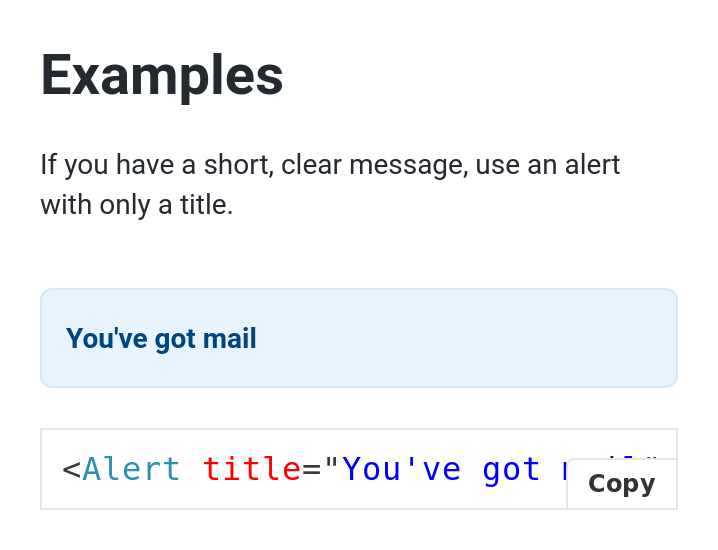 Examples
If you have a short, clear message, use an alert
with only a title.
You've got mail
<Alert title="You've got
Copy